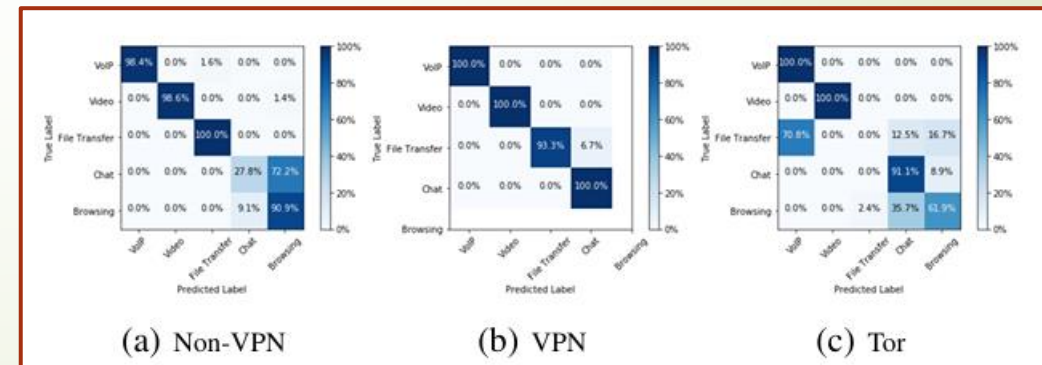 VoIP 98.4% 0.0% 1.6% 0.0% 0.0%
Video 0.0% 98.6% 0.0% 0.0% 1.4%
File Transfer 0.0% 0.0% 100.0% 0.0% 0.0%
Chat 0.0% 0.0% 0.0% 27.8% 72.2%
Browsing 0.0% 0.0% 0.0% 9.1% 90.9%
True Label
VoIP Video File Transfer Chat Browsing
Predicted Label
100%
80%
60%
40%
20%
0%
(a) Non-VPN
VoIP 100.0% 0.0% 0.0% 0.0%
Video 0.0% 100.0% 0.0% 0.0%
File Transfer 0.0% 0.0% 93.3% 6.7%
Chat 0.0% 0.0% 0.0% 100.0%
Browsing
True Label
VoIP Video File Transfer Chat Browsing
Predicted Label
100%
80%
60%
40%
20%
0%
(b) VPN
VoIP 100.0% 0.0% 0.0% 0.0% 0.0%
Video 0.0% 100.0% 0.0% 0.0% 0.0%
File Transfer 70.8% 0.0% 0.0% 12.5% 16.7%
Chat 0.0% 0.0% 0.0% 91.1% 8.9%
Browsing 0.0% 0.0% 2.4% 35.7% 61.9%
True Label
VoIP Video File Transfer Chat Browsing
Predicted Label
100%
80%
60%
40%
20%
0%
(c) Tor